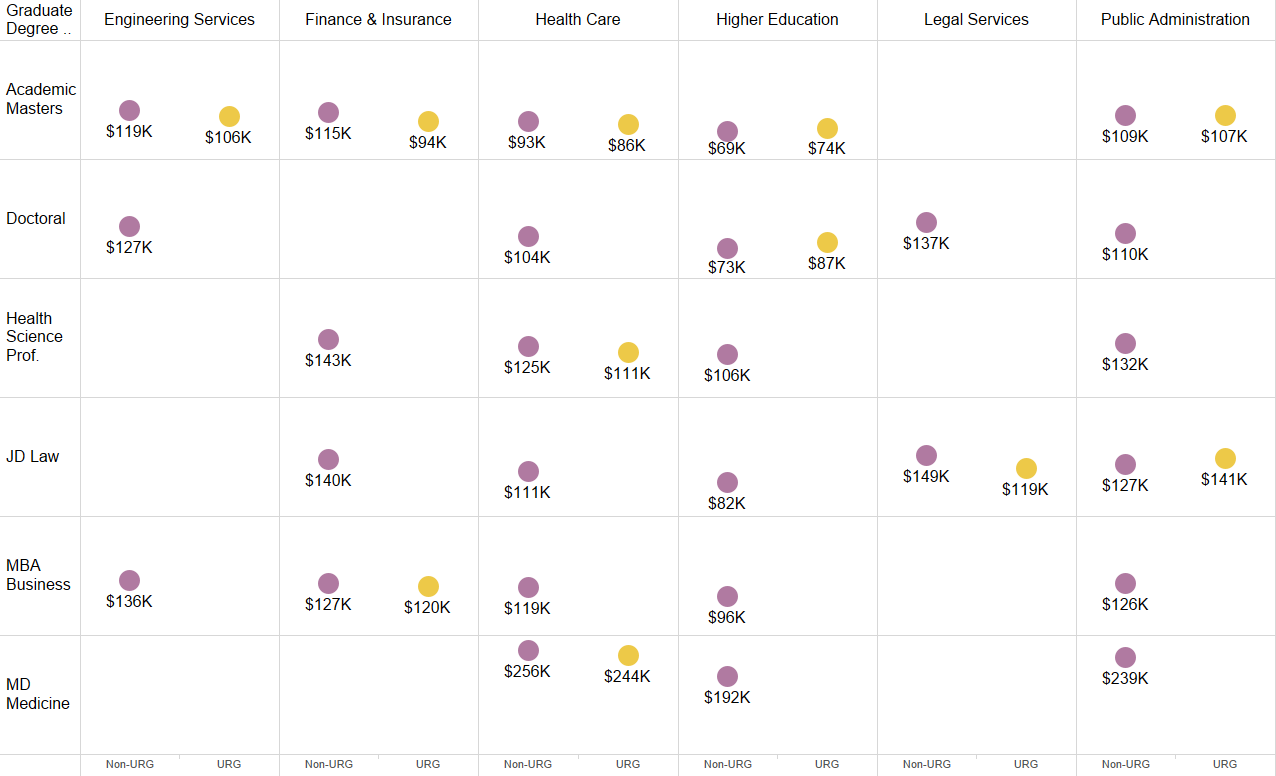 Graduate
Degree ..
Engineering Services
Finance & Insurance
Health Care
Higher Education
Legal Services
Public Administration
Academic
Masters
$119K
$106K
$115K
$94K
$93K
$86K
$69K
$74K
$109K
$107K
Doctoral
$127K
$104K
$73K
$87K
$137K
$110K
Health
Science
Prof.
$143K
$125K
$111K
$106K
$132K
JD Law
$140K
$111K
$82K
$149K
$119K
$127K
$141K
MBA
Business
$136K
$127K
$120K
$119K
$96K
$126K
MD
Medicine
$256K
$244K
$192K
$239K
Non-URG
URG
Non-URG
URG
Non-URG
URG
Non-URG
URG
Non-URG
URG
Non-URG
URG